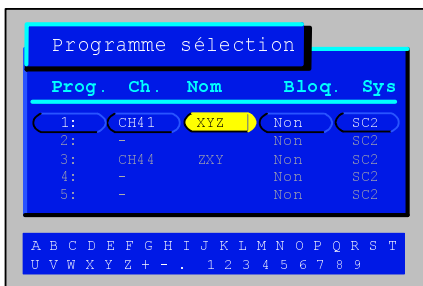 Programme sélection
Prog. Ch. Nom Bloq. Sys
1: CH41 XYZ Non SC2
2: - Non SC2
3: CH44 ZXY Non SC2
4: - Non SC2
5: - Non SC2
A B C D E F G H I J K L M N O P Q R S T
U V W X Y Z + - . 1 2 3 4 5 6 7 8 9